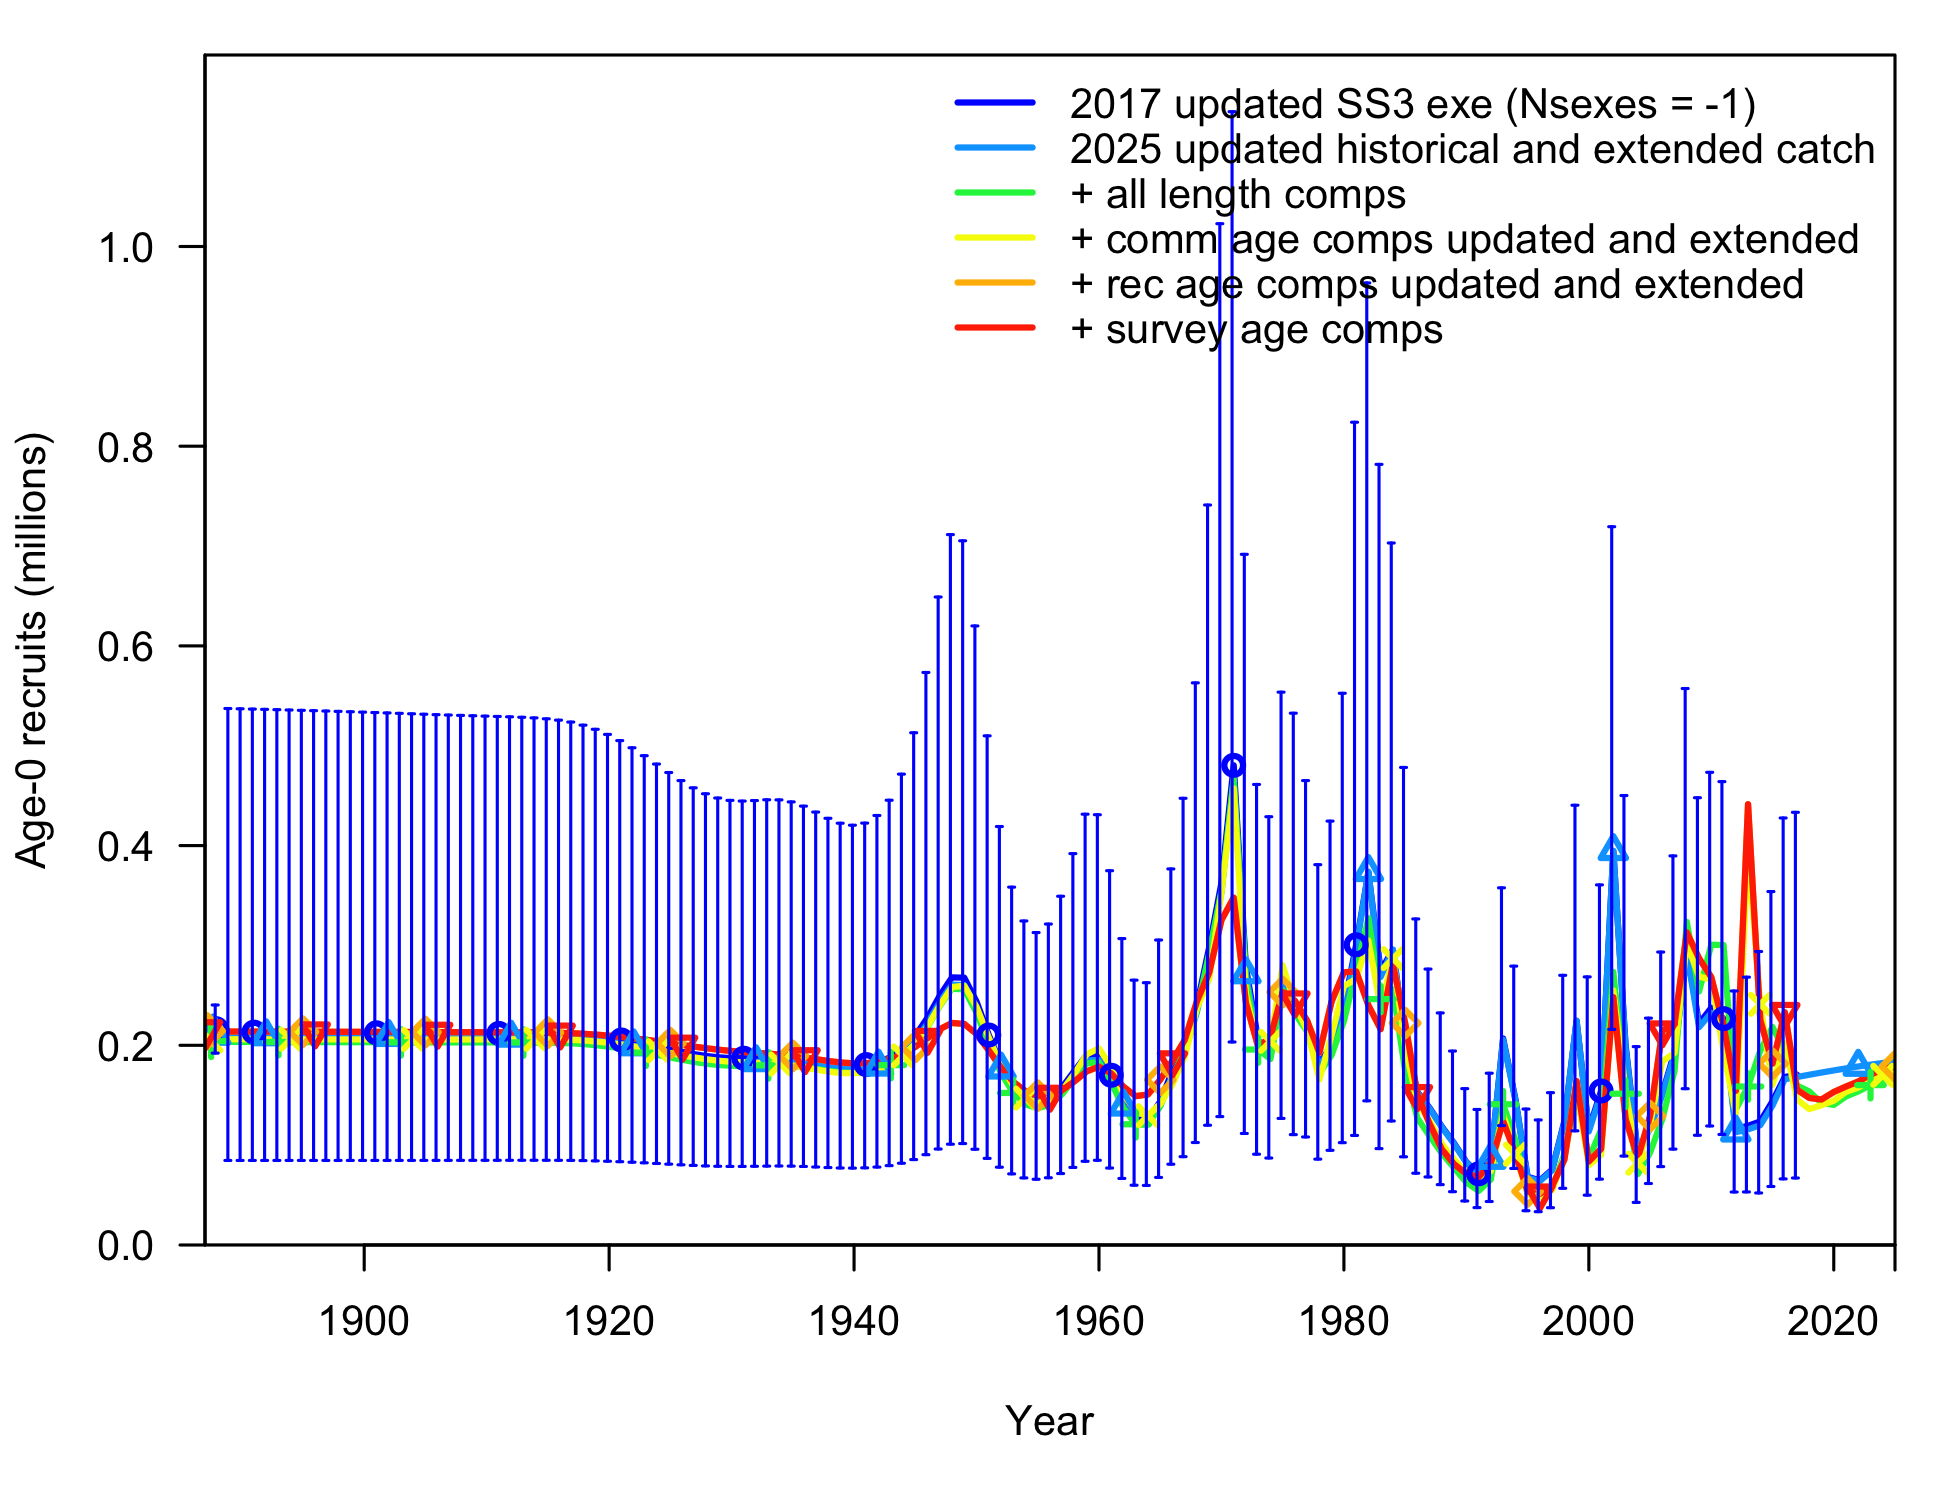 2017 updated SS3 exe (Nsexes = -1)
2025 updated historical and extended catch
+ all length comps
+ comm age comps updated and extended
+ rec age comps updated and extended
+ survey age comps
Age-0 recruits (millions)
1.0
0.8
0.6
0.4
0.2
0.0
1900 1920 1940 1960 1980 2000 2020
Year